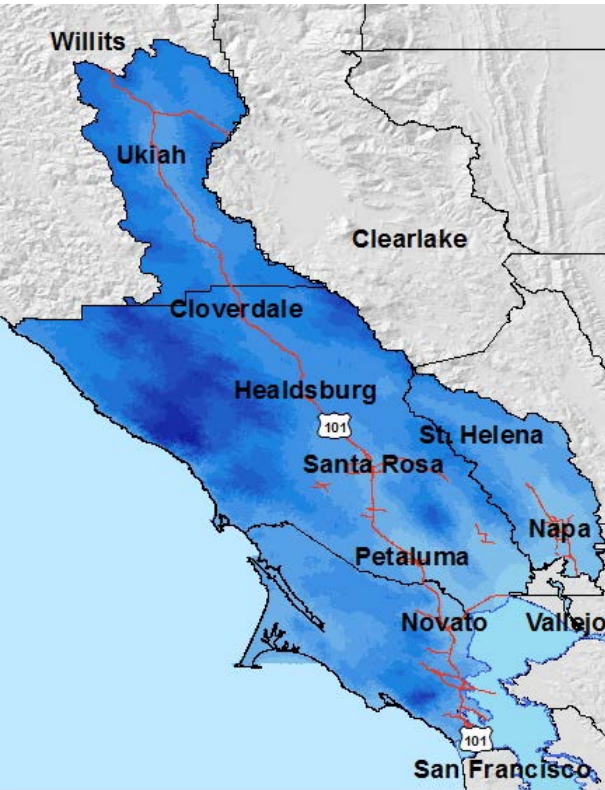 Willits
Ukiah
Clearlake
Cloverdale
Healdsburg
101
St. Helena
Santa Rosa
Napa
Petaluma
Novato
Vallejo
101
San Francisco